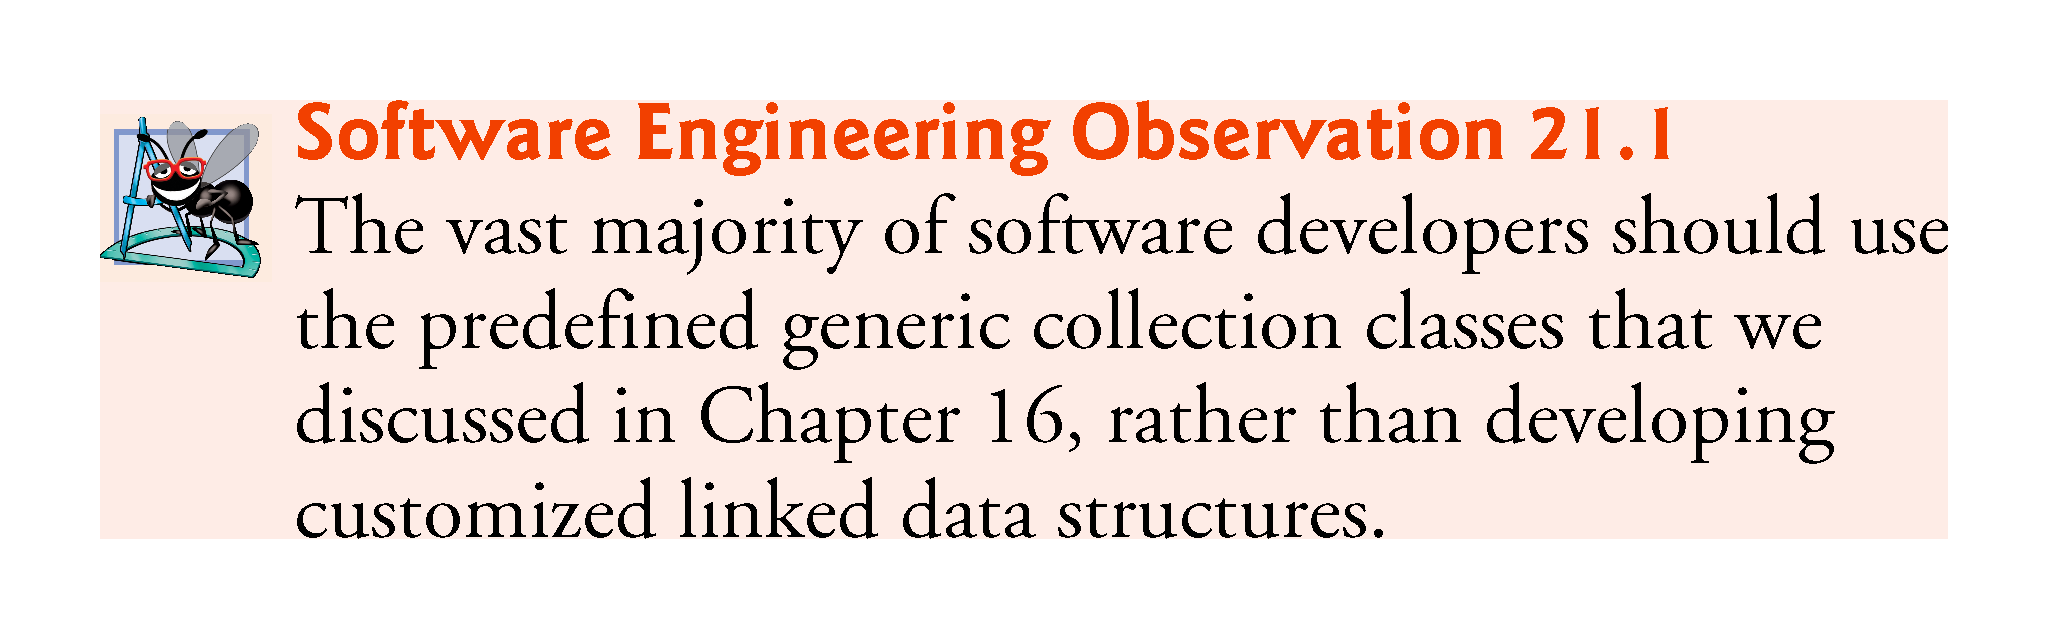 Software Engineering Observation 21.1
The vast majority of software developers should use
the predefined generic collection classes that we
discussed in Chapter 16, rather than developing
customized linked data structures.